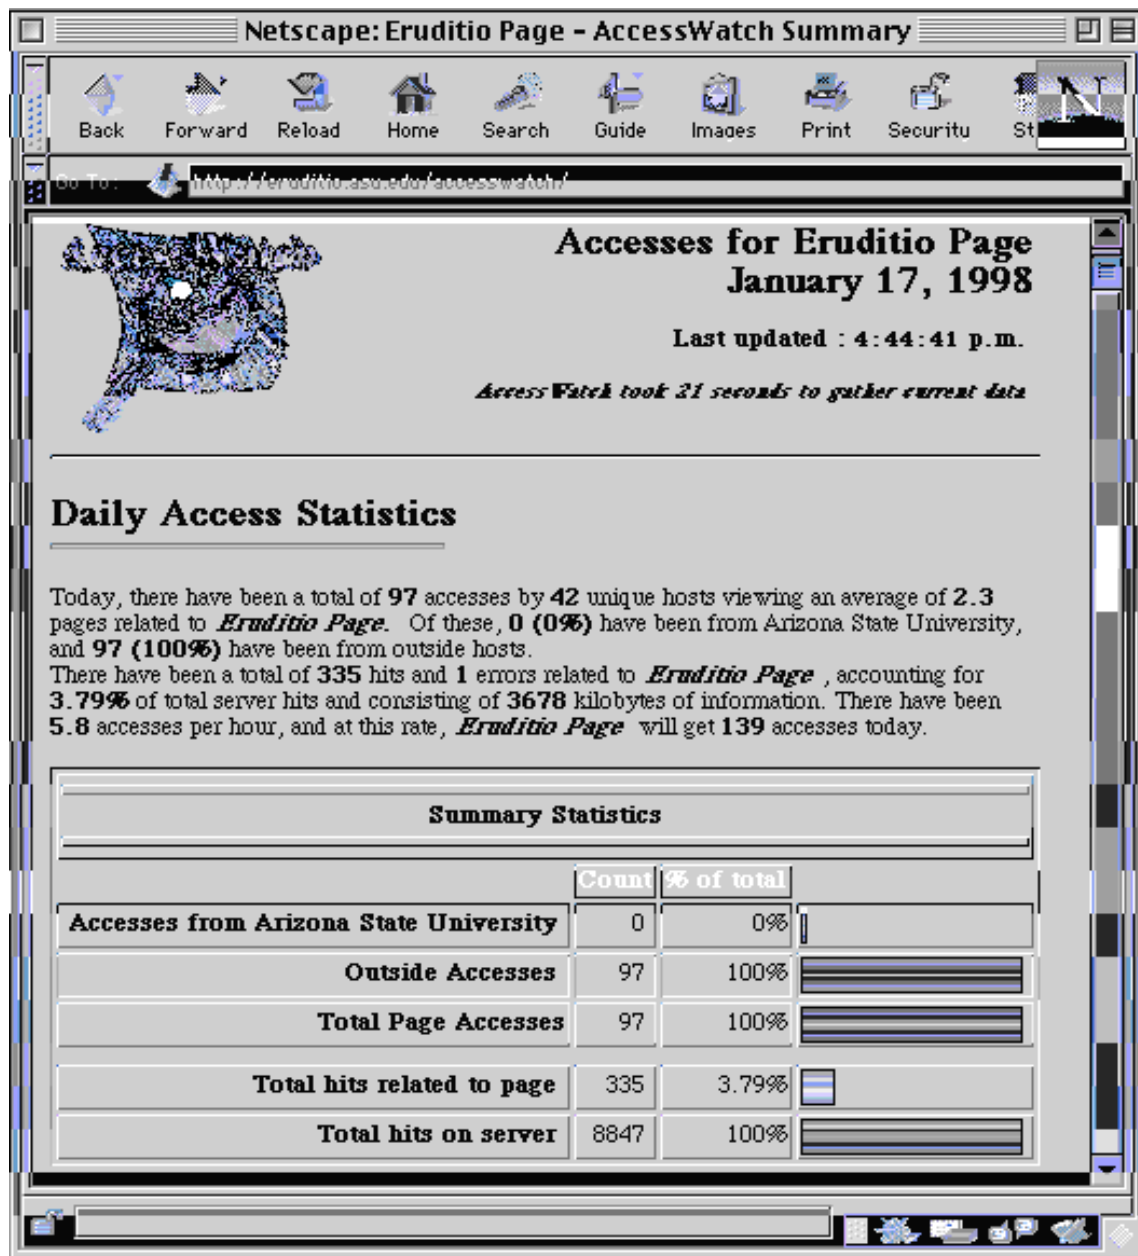 Netscape: Eruditio Page - AccessWatch Summary
Back Forward Reload Home Search Guide Images Print Security St
Go To: http://eruditio.asu.edu/accesswatch/
Accesses for Eruditio Page
January 17, 1998
Last updated : 4:44:41 p.m.
AccessWatch took 21 seconds to gather current data
Daily Access Statistics
Today, there have been a total of 97 accesses by 42 unique hosts viewing an average of 2.3
pages related to Eruditio Page. Of these, 0 (0%) have been from Arizona State University,
and 97 (100%) have been from outside hosts.
There have been a total of 335 hits and 1 errors related to Eruditio Page , accounting for
3.79% of total server hits and consisting of 3678 kilobytes of information. There have been
5.8 accesses per hour, and at this rate, Eruditio Page will get 139 accesses today.
Summary Statistics
Count % of total
Accesses from Arizona State University 0 0%
Outside Accesses 97 100%
Total Page Accesses 97 100%
Total hits related to page 335 3.79%
Total hits on server 8847 100%